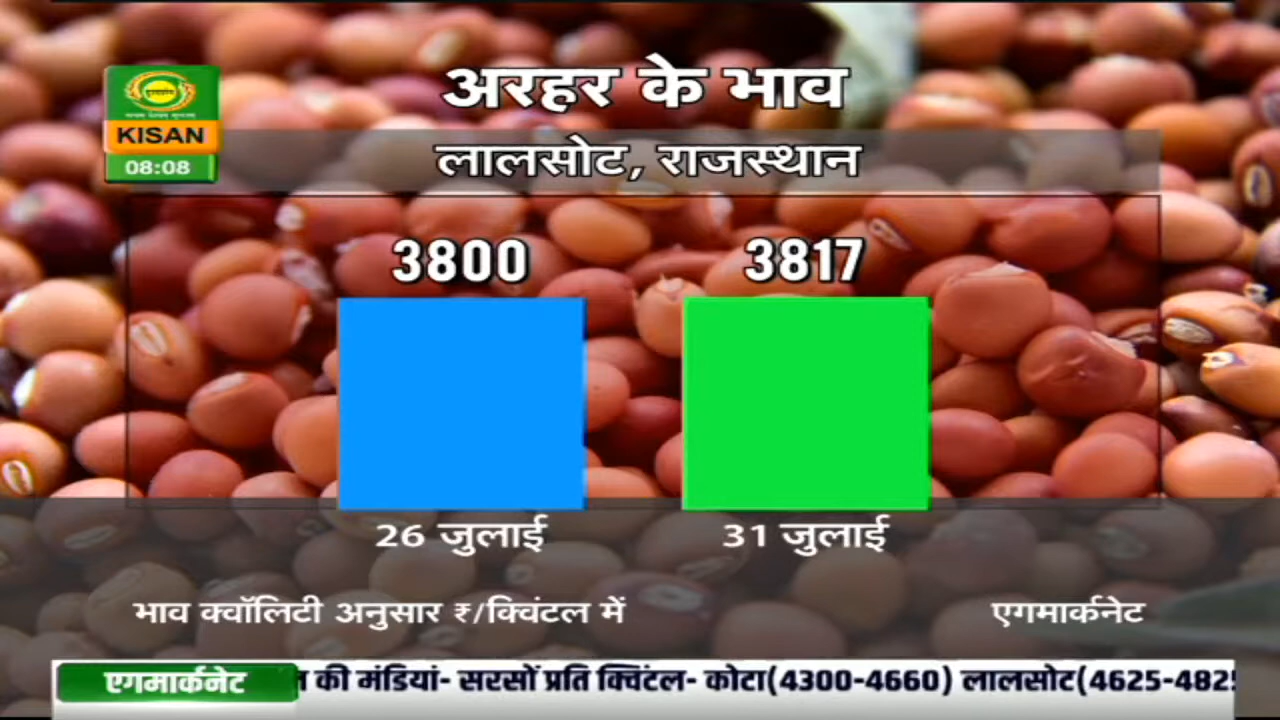 अरहर के भाव
KISAN
08:08
लालसोट, राजस्थान
3800 3817
26 जुलाई 31 जुलाई
भाव क्वॉलिटी अनुसार ₹/क्विंटल में एगमार्कनेट
एगमार्कनेट की मंडियां- सरसों प्रति क्विंटल- कोटा(4300-4660) लालसोट(4625-482